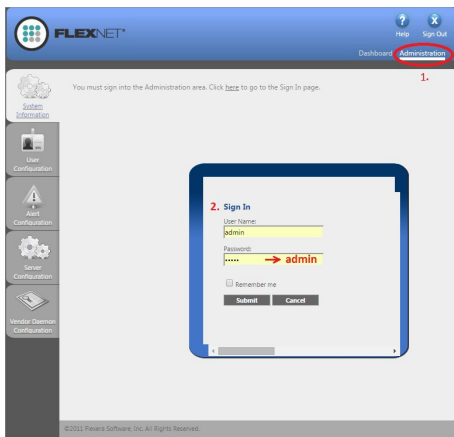 FLEXNET®
Help Sign Out
Dashboard Administration
1.
You must sign into the Administration area. Click here to go to the Sign In page.
System
Information
User
Configuration
Alert
Configuration
Server
Configuration
Vendor Daemon
Configuration
2. Sign In
User Name:
admin
Password:
••••• → admin
Remember me
Submit Cancel
©2011 Flexera Software, Inc. All Rights Reserved.